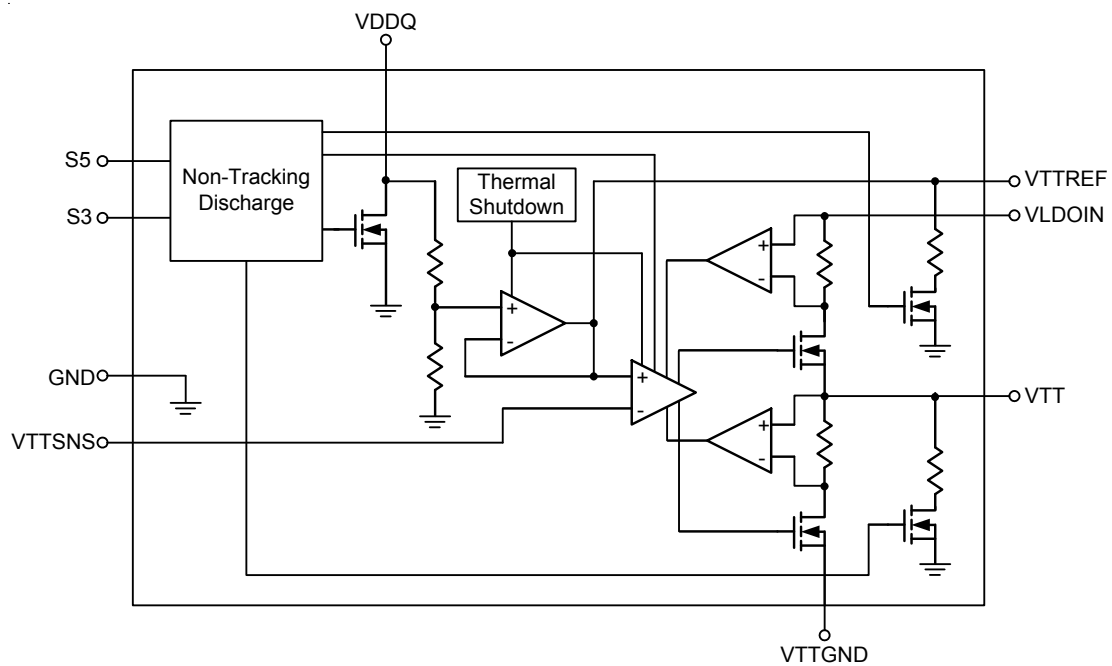 VDDQ
S5
S3
Non-Tracking
Discharge
Thermal
Shutdown
VTTREF
VLDOIN
+
-
+
-
GND
+
-
VTT
VTTSNS
+
-
VTTGND